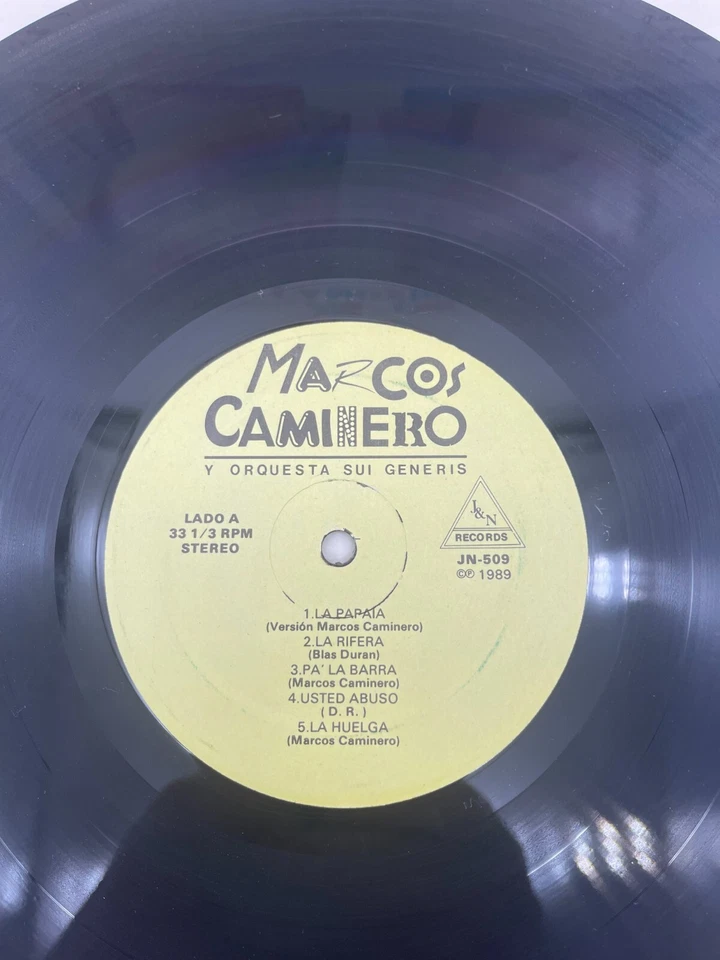 MARCOS
CAMINERO
Y ORQUESTA SUI GENERIS
LADO A
33 1/3 RPM
STEREO
J&N
RECORDS
JN-509
©℗ 1989
1.LA PAPAIA
(Versión Marcos Caminero)
2.LA RIFERA
(Blas Duran)
3.PA' LA BARRA
(Marcos Caminero)
4.USTED ABUSO
( D. R. )
5.LA HUELGA
(Marcos Caminero)